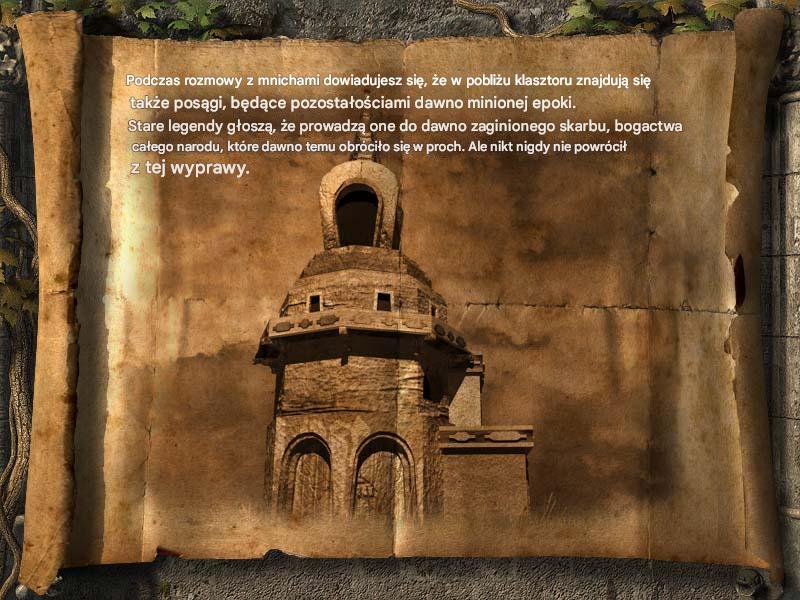 Podczas rozmowy z mnichami dowiadujesz się, że w pobliżu klasztoru znajdują się
także posągi, będące pozostałościami dawno minionej epoki.
Stare legendy głoszą, że prowadzą one do dawno zaginionego skarbu, bogactwa
całego narodu, które dawno temu obróciło się w proch. Ale nikt nigdy nie powrócił
z tej wyprawy.